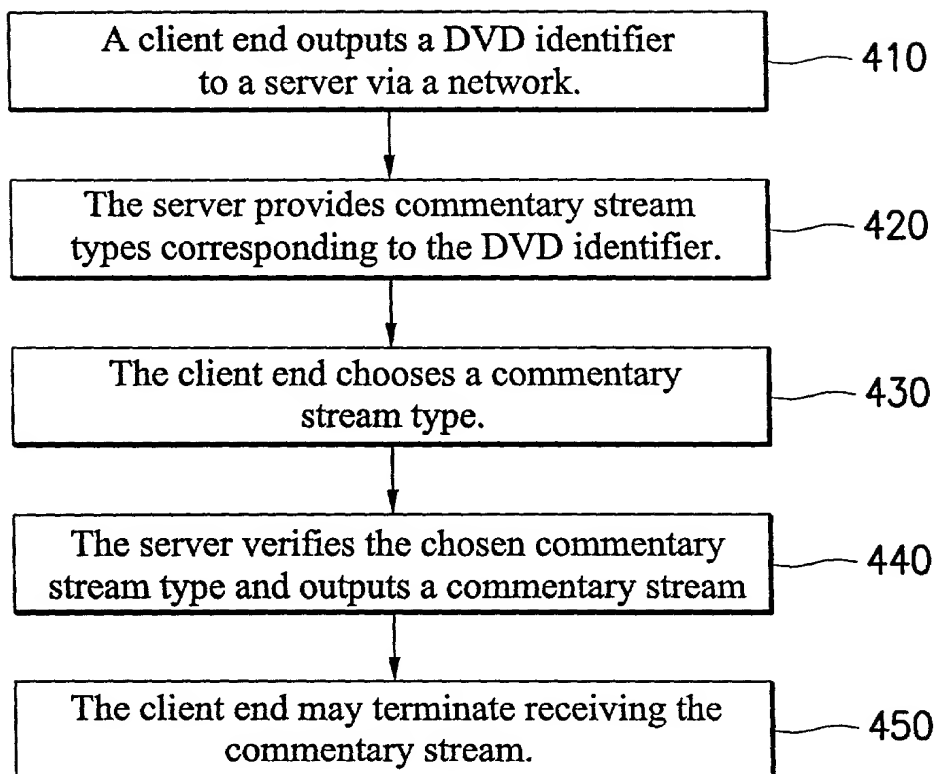 A client end outputs a DVD identifier
to a server via a network.
410
The server provides commentary stream
types corresponding to the DVD identifier.
420
The client end chooses a commentary
stream type.
430
The server verifies the chosen commentary
stream type and outputs a commentary stream
440
The client end may terminate receiving the
commentary stream.
450